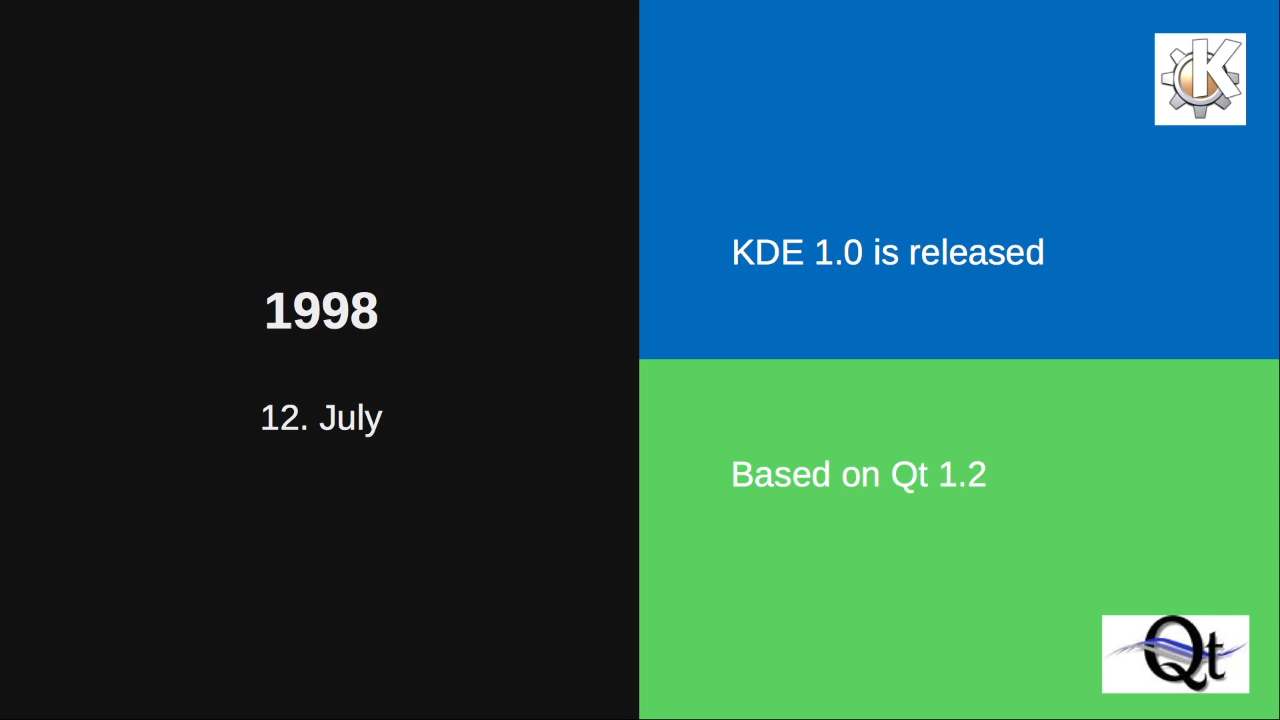 1998
12. July
K
KDE 1.0 is released
Based on Qt 1.2
Qt